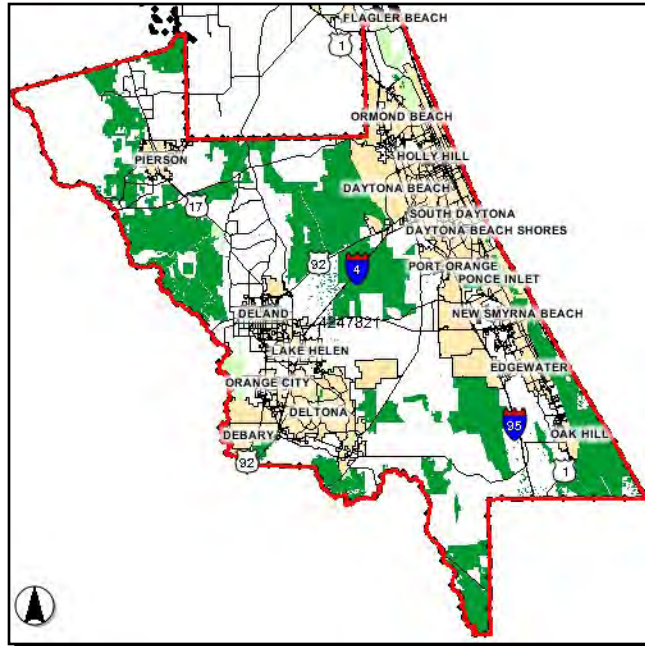 FLAGLER BEACH
1
ORMOND BEACH
HOLLY HILL
PIERSON
DAYTONA BEACH
17
SOUTH DAYTONA
DAYTONA BEACH SHORES
92
4
PORT ORANGE
PONCE INLET
DELAND
4247821
NEW SMYRNA BEACH
LAKE HELEN
EDGEWATER
ORANGE CITY
DELTONA
95
DEBARY
OAK HILL
92
1